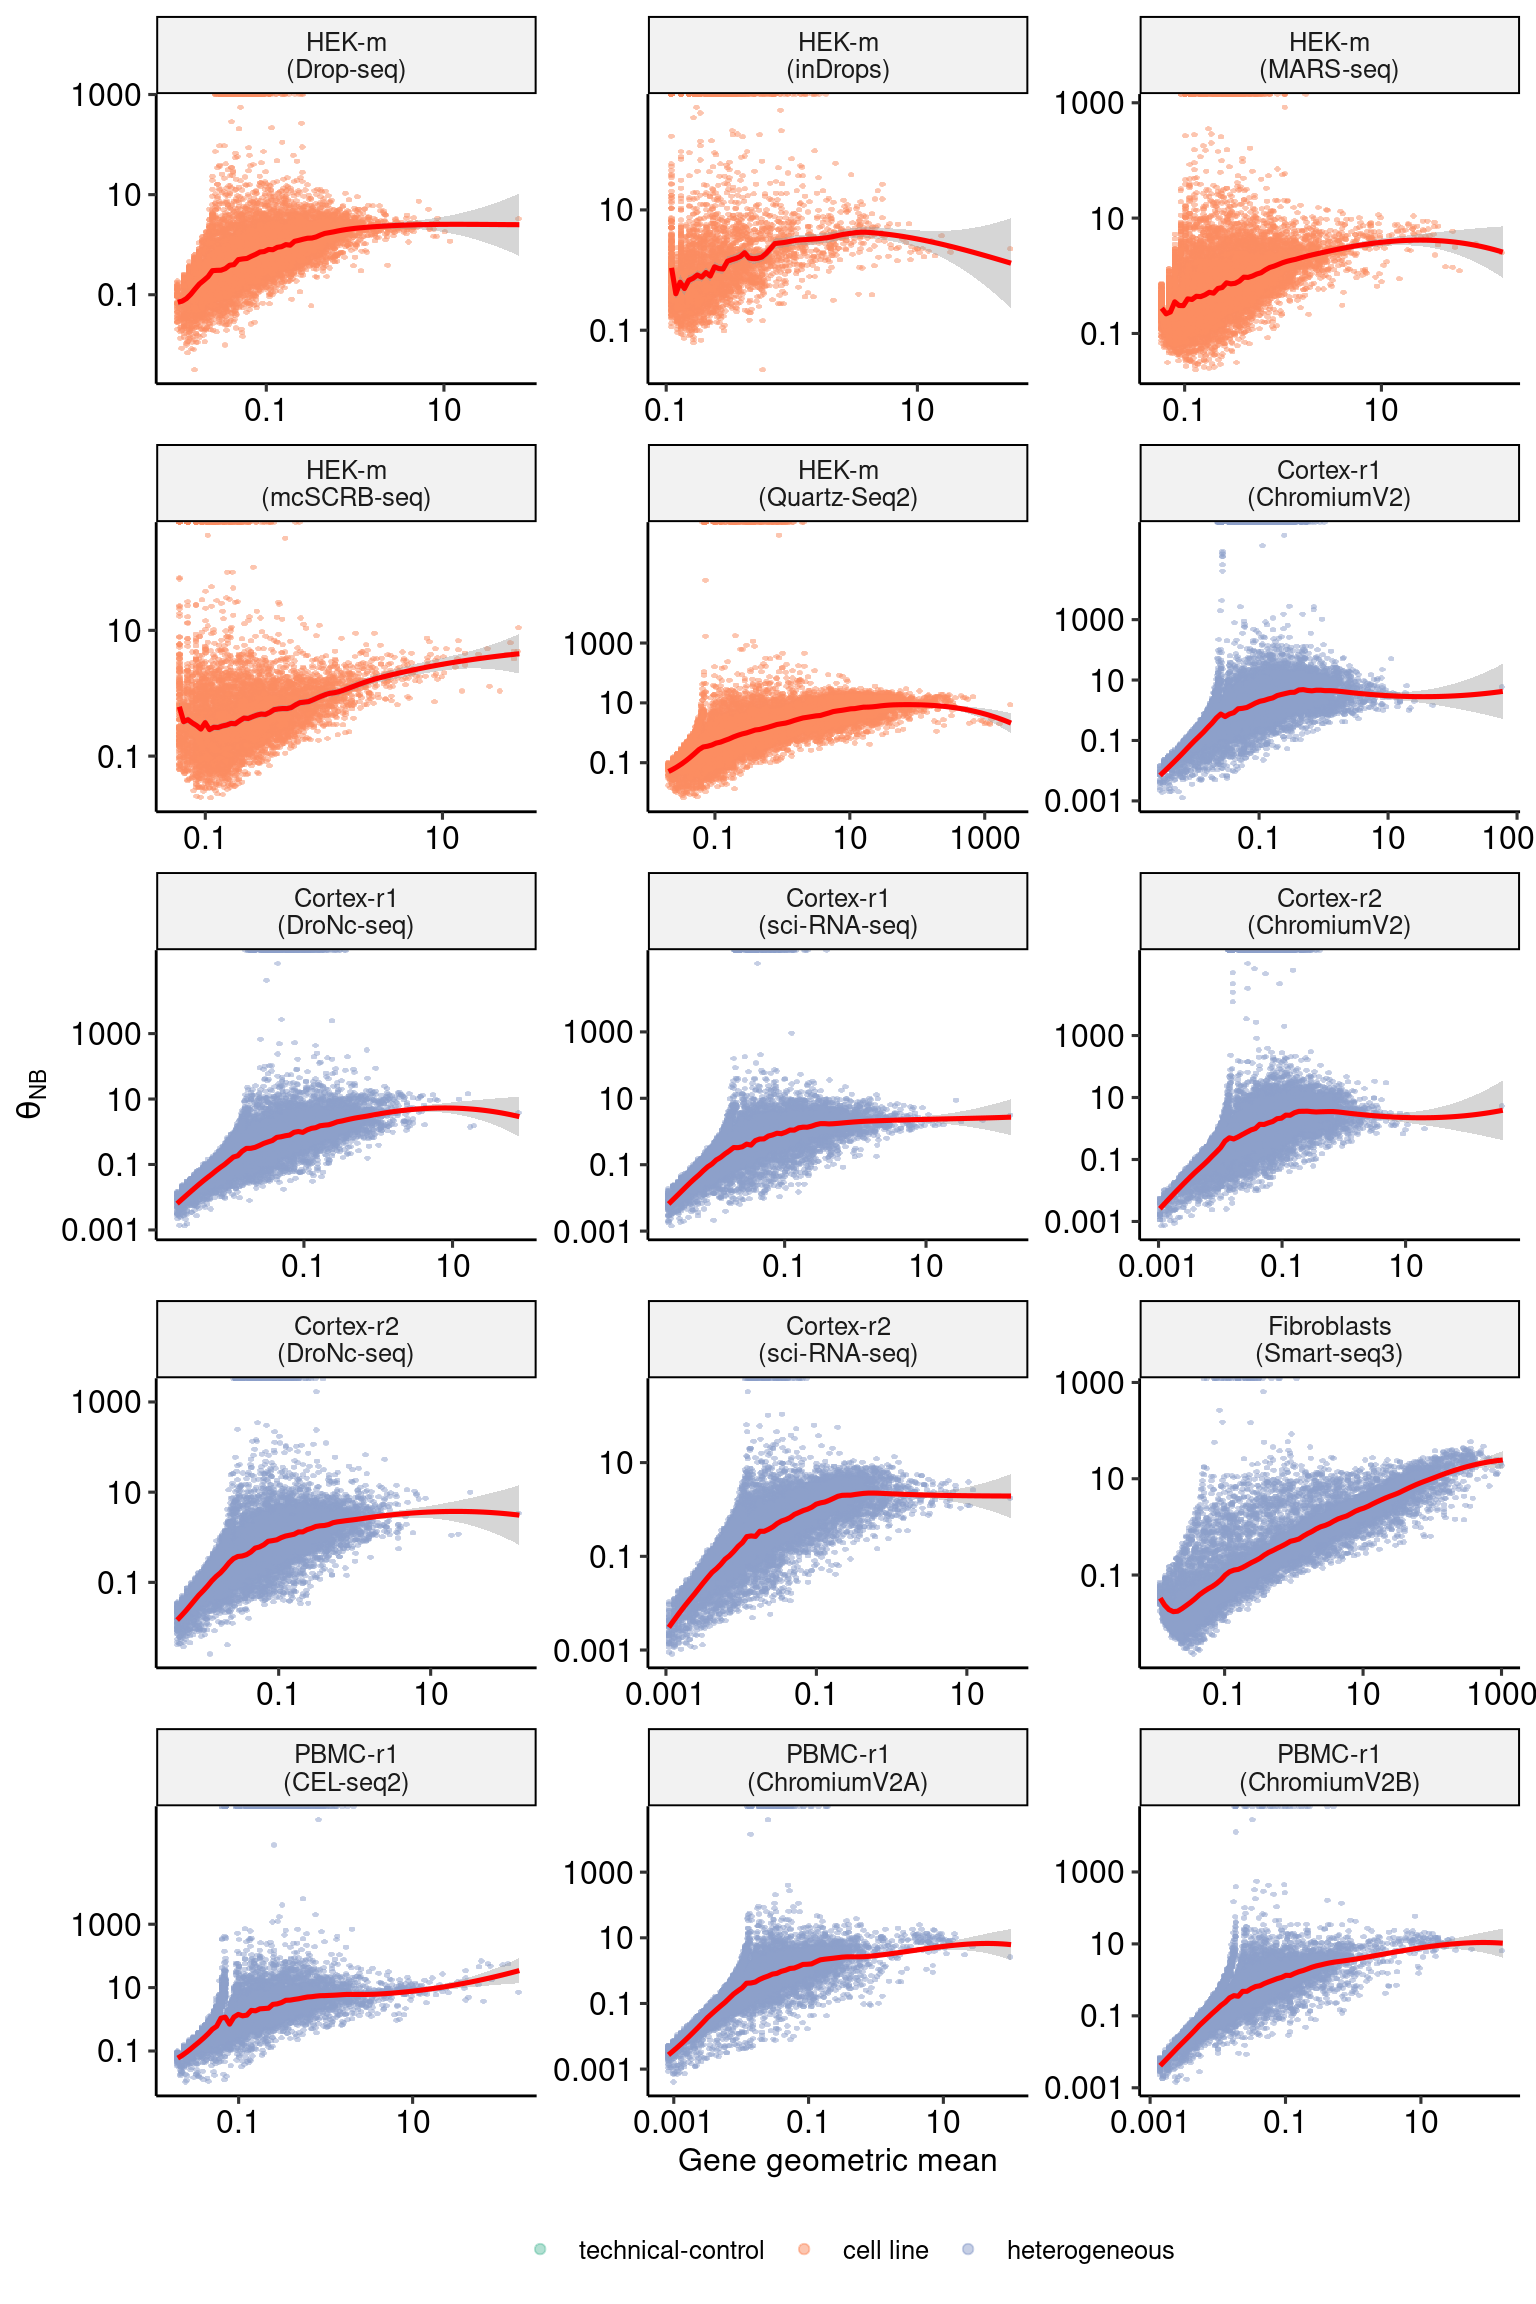 HEK-m
(Drop-seq)
HEK-m
(inDrops)
HEK-m
(MARS-seq)
1000
10
0.1
0.1
10
10
0.1
0.1
10
1000
10
0.1
0.1
10
HEK-m
(mcSCRB-seq)
HEK-m
(Quartz-Seq2)
Cortex-r1
(ChromiumV2)
10
0.1
0.1
10
1000
10
0.1
0.1
10
1000
1000
10
0.1
0.001
0.1
10
100
Cortex-r1
(DroNc-seq)
Cortex-r1
(sci-RNA-seq)
Cortex-r2
(ChromiumV2)
1000
10
0.1
0.001
0.1
10
1000
10
0.1
0.001
0.1
10
1000
10
0.1
0.001
0.001
0.1
10
θNB
Cortex-r2
(DroNc-seq)
Cortex-r2
(sci-RNA-seq)
Fibroblasts
(Smart-seq3)
1000
10
0.1
0.1
10
10
0.1
0.001
0.001
0.1
10
1000
10
0.1
0.1
10
1000
PBMC-r1
(CEL-seq2)
PBMC-r1
(ChromiumV2A)
PBMC-r1
(ChromiumV2B)
1000
10
0.1
0.1
10
1000
10
0.1
0.001
0.001
0.1
10
1000
10
0.1
0.001
0.001
0.1
10
Gene geometric mean
technical-control
cell line
heterogeneous